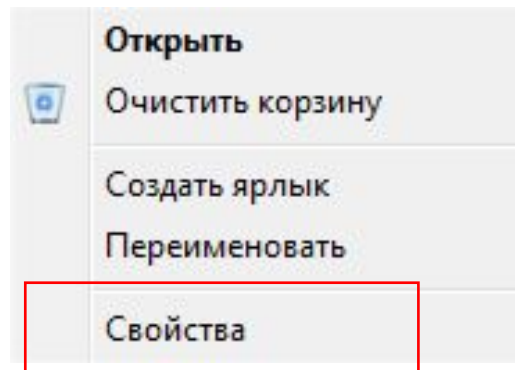 Открыть
Очистить корзину
Создать ярлык
Переименовать
Свойства